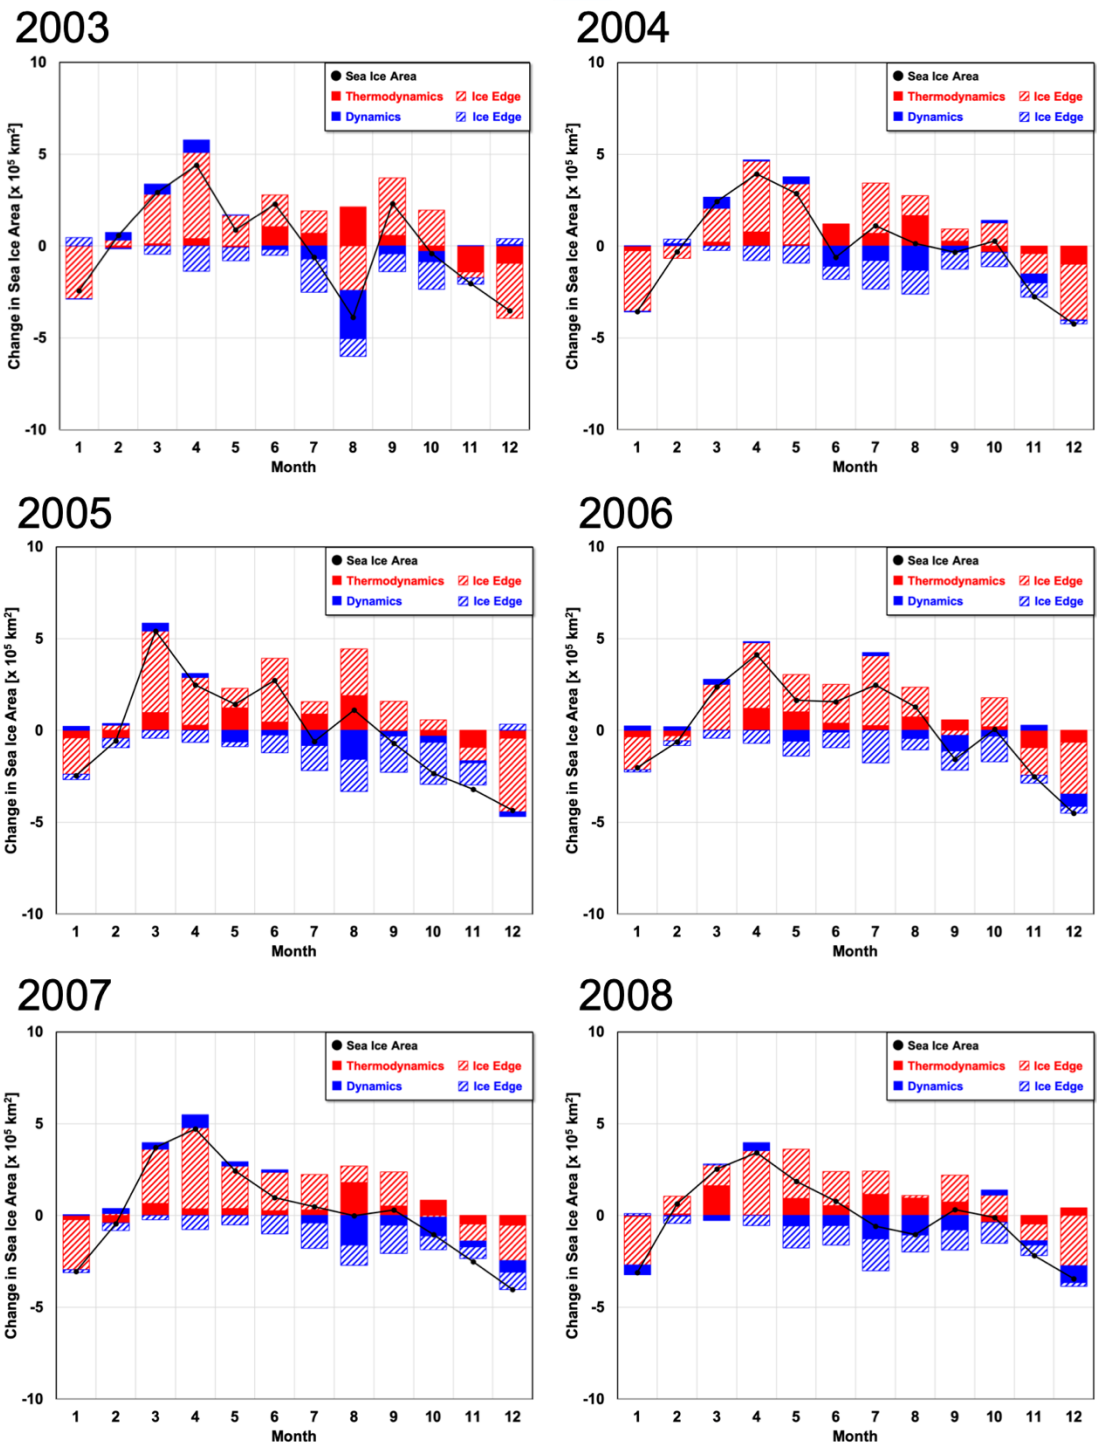 2003
Change in Sea Ice Area [x 10⁵ km²]
10
5
0
-5
-10
Sea Ice Area
Thermodynamics Ice Edge
Dynamics Ice Edge
1 2 3 4 5 6 7 8 9 10 11 12
Month
2004
Change in Sea Ice Area [x 10⁵ km²]
10
5
0
-5
-10
Sea Ice Area
Thermodynamics Ice Edge
Dynamics Ice Edge
1 2 3 4 5 6 7 8 9 10 11 12
Month
2005
Change in Sea Ice Area [x 10⁵ km²]
10
5
0
-5
-10
Sea Ice Area
Thermodynamics Ice Edge
Dynamics Ice Edge
1 2 3 4 5 6 7 8 9 10 11 12
Month
2006
Change in Sea Ice Area [x 10⁵ km²]
10
5
0
-5
-10
Sea Ice Area
Thermodynamics Ice Edge
Dynamics Ice Edge
1 2 3 4 5 6 7 8 9 10 11 12
Month
2007
Change in Sea Ice Area [x 10⁵ km²]
10
5
0
-5
-10
Sea Ice Area
Thermodynamics Ice Edge
Dynamics Ice Edge
1 2 3 4 5 6 7 8 9 10 11 12
Month
2008
Change in Sea Ice Area [x 10⁵ km²]
10
5
0
-5
-10
Sea Ice Area
Thermodynamics Ice Edge
Dynamics Ice Edge
1 2 3 4 5 6 7 8 9 10 11 12
Month